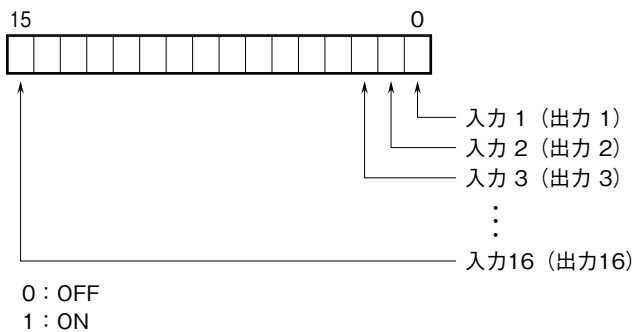 15 0
入力 1（出力 1）
入力 2（出力 2）
入力 3（出力 3）
⋮
入力16（出力16）
0：OFF
1：ON